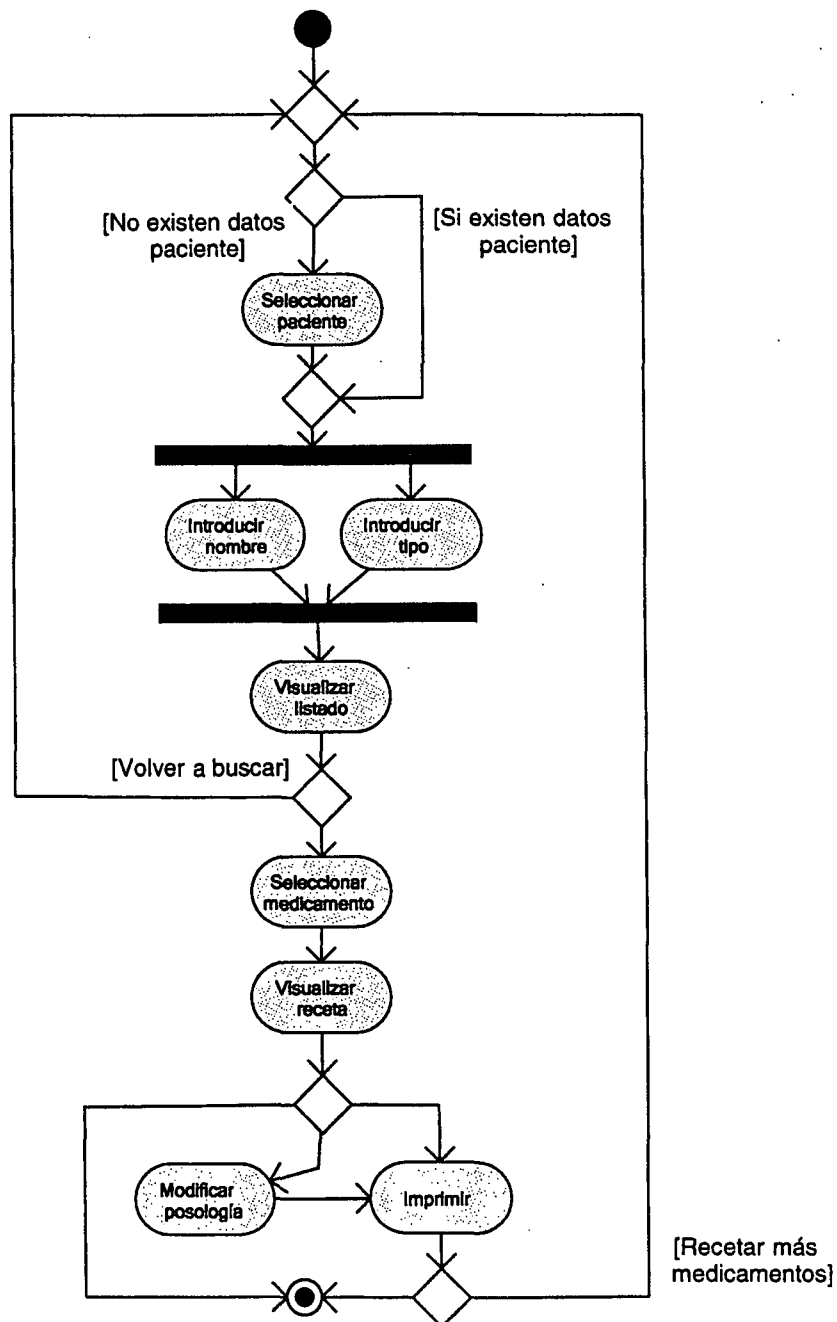 [No existen datos
paciente]
[Si existen datos
paciente]
Seleccionar
paciente
Introducir
nombre
Introducir
tipo
Visualizar
listado
[Volver a buscar]
Seleccionar
medicamento
Visualizar
receta
Modificar
posología
Imprimir
[Recetar más
medicamentos]